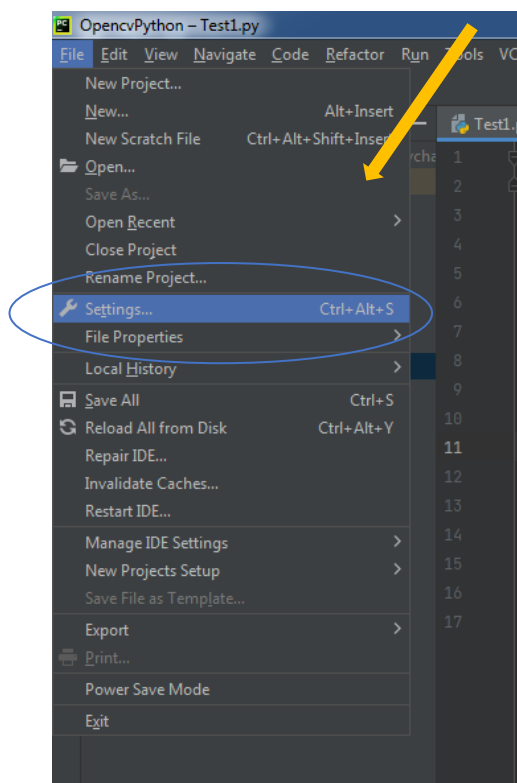 PC OpencvPython – Test1.py
File Edit View Navigate Code Refactor Run Tools VC
New Project...
New... Alt+Insert
New Scratch File Ctrl+Alt+Shift+Insert
Open...
Save As...
Open Recent
Close Project
Rename Project...
Settings... Ctrl+Alt+S
File Properties
Local History
Save All Ctrl+S
Reload All from Disk Ctrl+Alt+Y
Repair IDE...
Invalidate Caches...
Restart IDE...
Manage IDE Settings
New Projects Setup
Save File as Template...
Export
Print...
Power Save Mode
Exit
ycha
Test1.
1
2
3
4
5
6
7
8
9
10
11
12
13
14
15
16
17